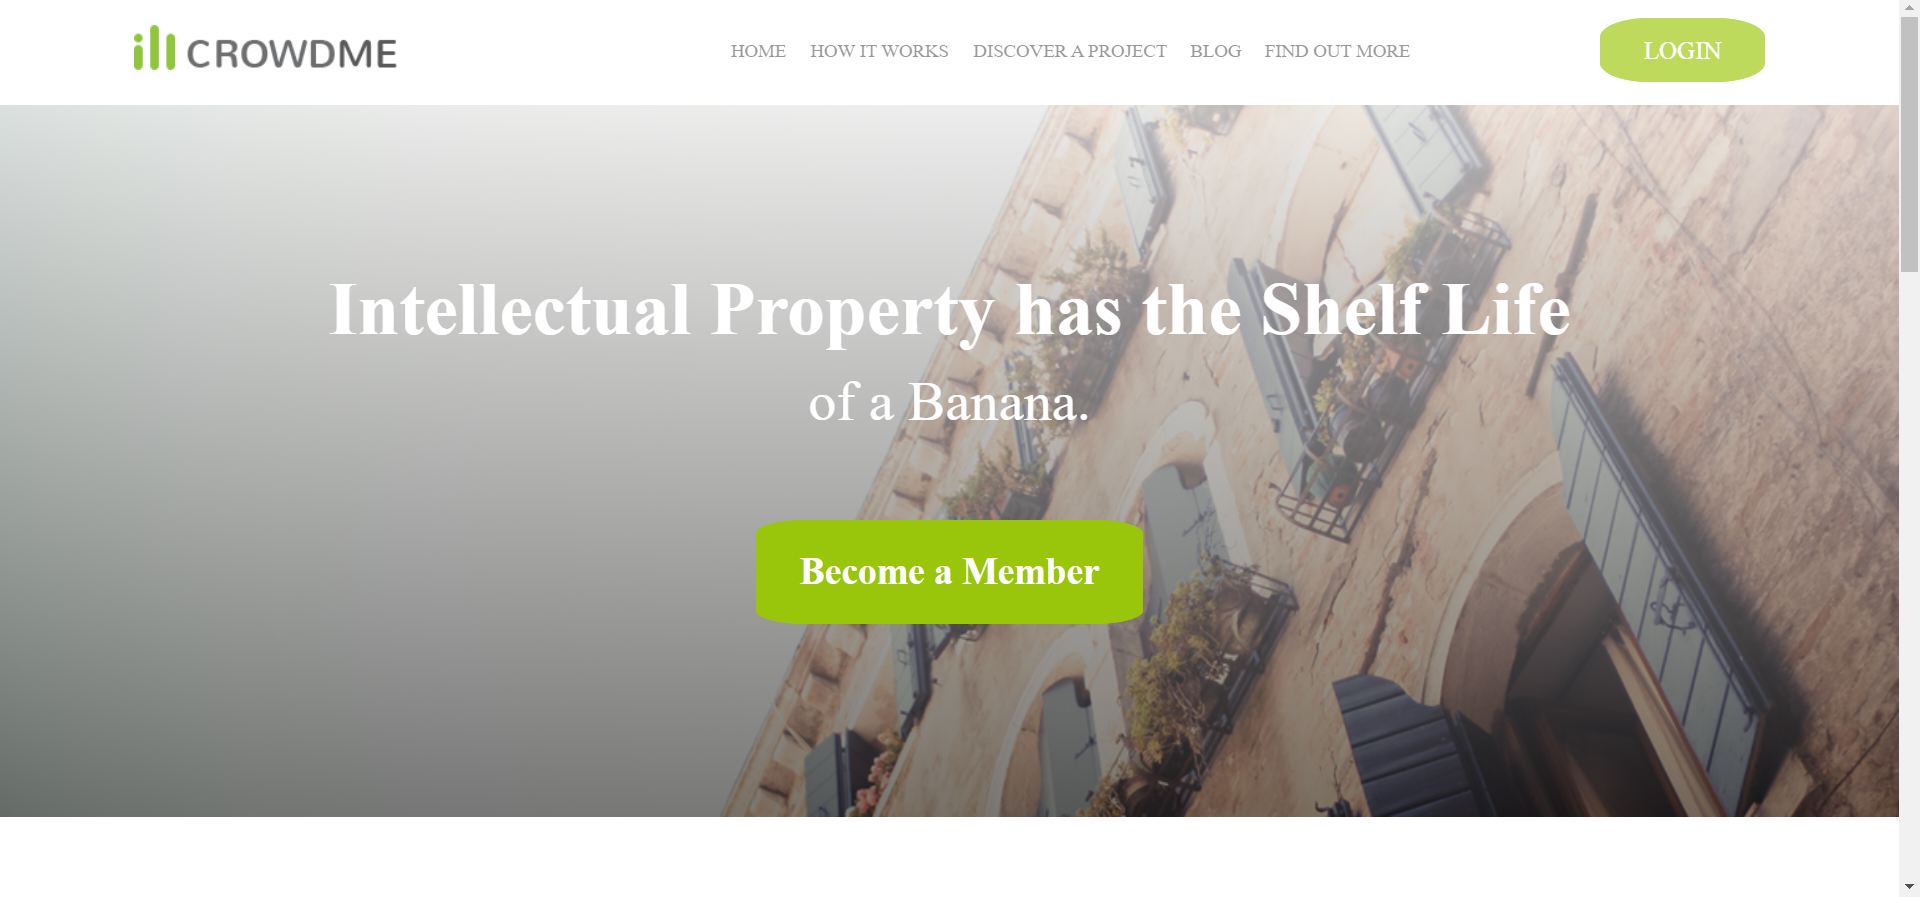 CROWDME
HOME HOW IT WORKS DISCOVER A PROJECT BLOG FIND OUT MORE
LOGIN
Intellectual Property has the Shelf Life
of a Banana.
Become a Member